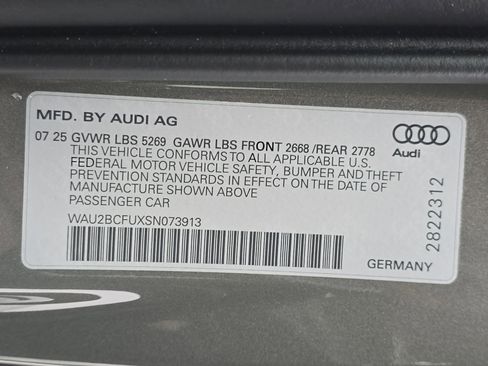 MFD. BY AUDI AG
07 25 GVWR LBS 5269 GAWR LBS FRONT 2668 /REAR 2778
THIS VEHICLE CONFORMS TO ALL APPLICABLE U.S.
FEDERAL MOTOR VEHICLE SAFETY, BUMPER AND THEFT
PREVENTION STANDARDS IN EFFECT ON THE DATE OF
MANUFACTURE SHOWN ABOVE
PASSENGER CAR
WAU2BCFUXSN073913
Audi
2822312
GERMANY